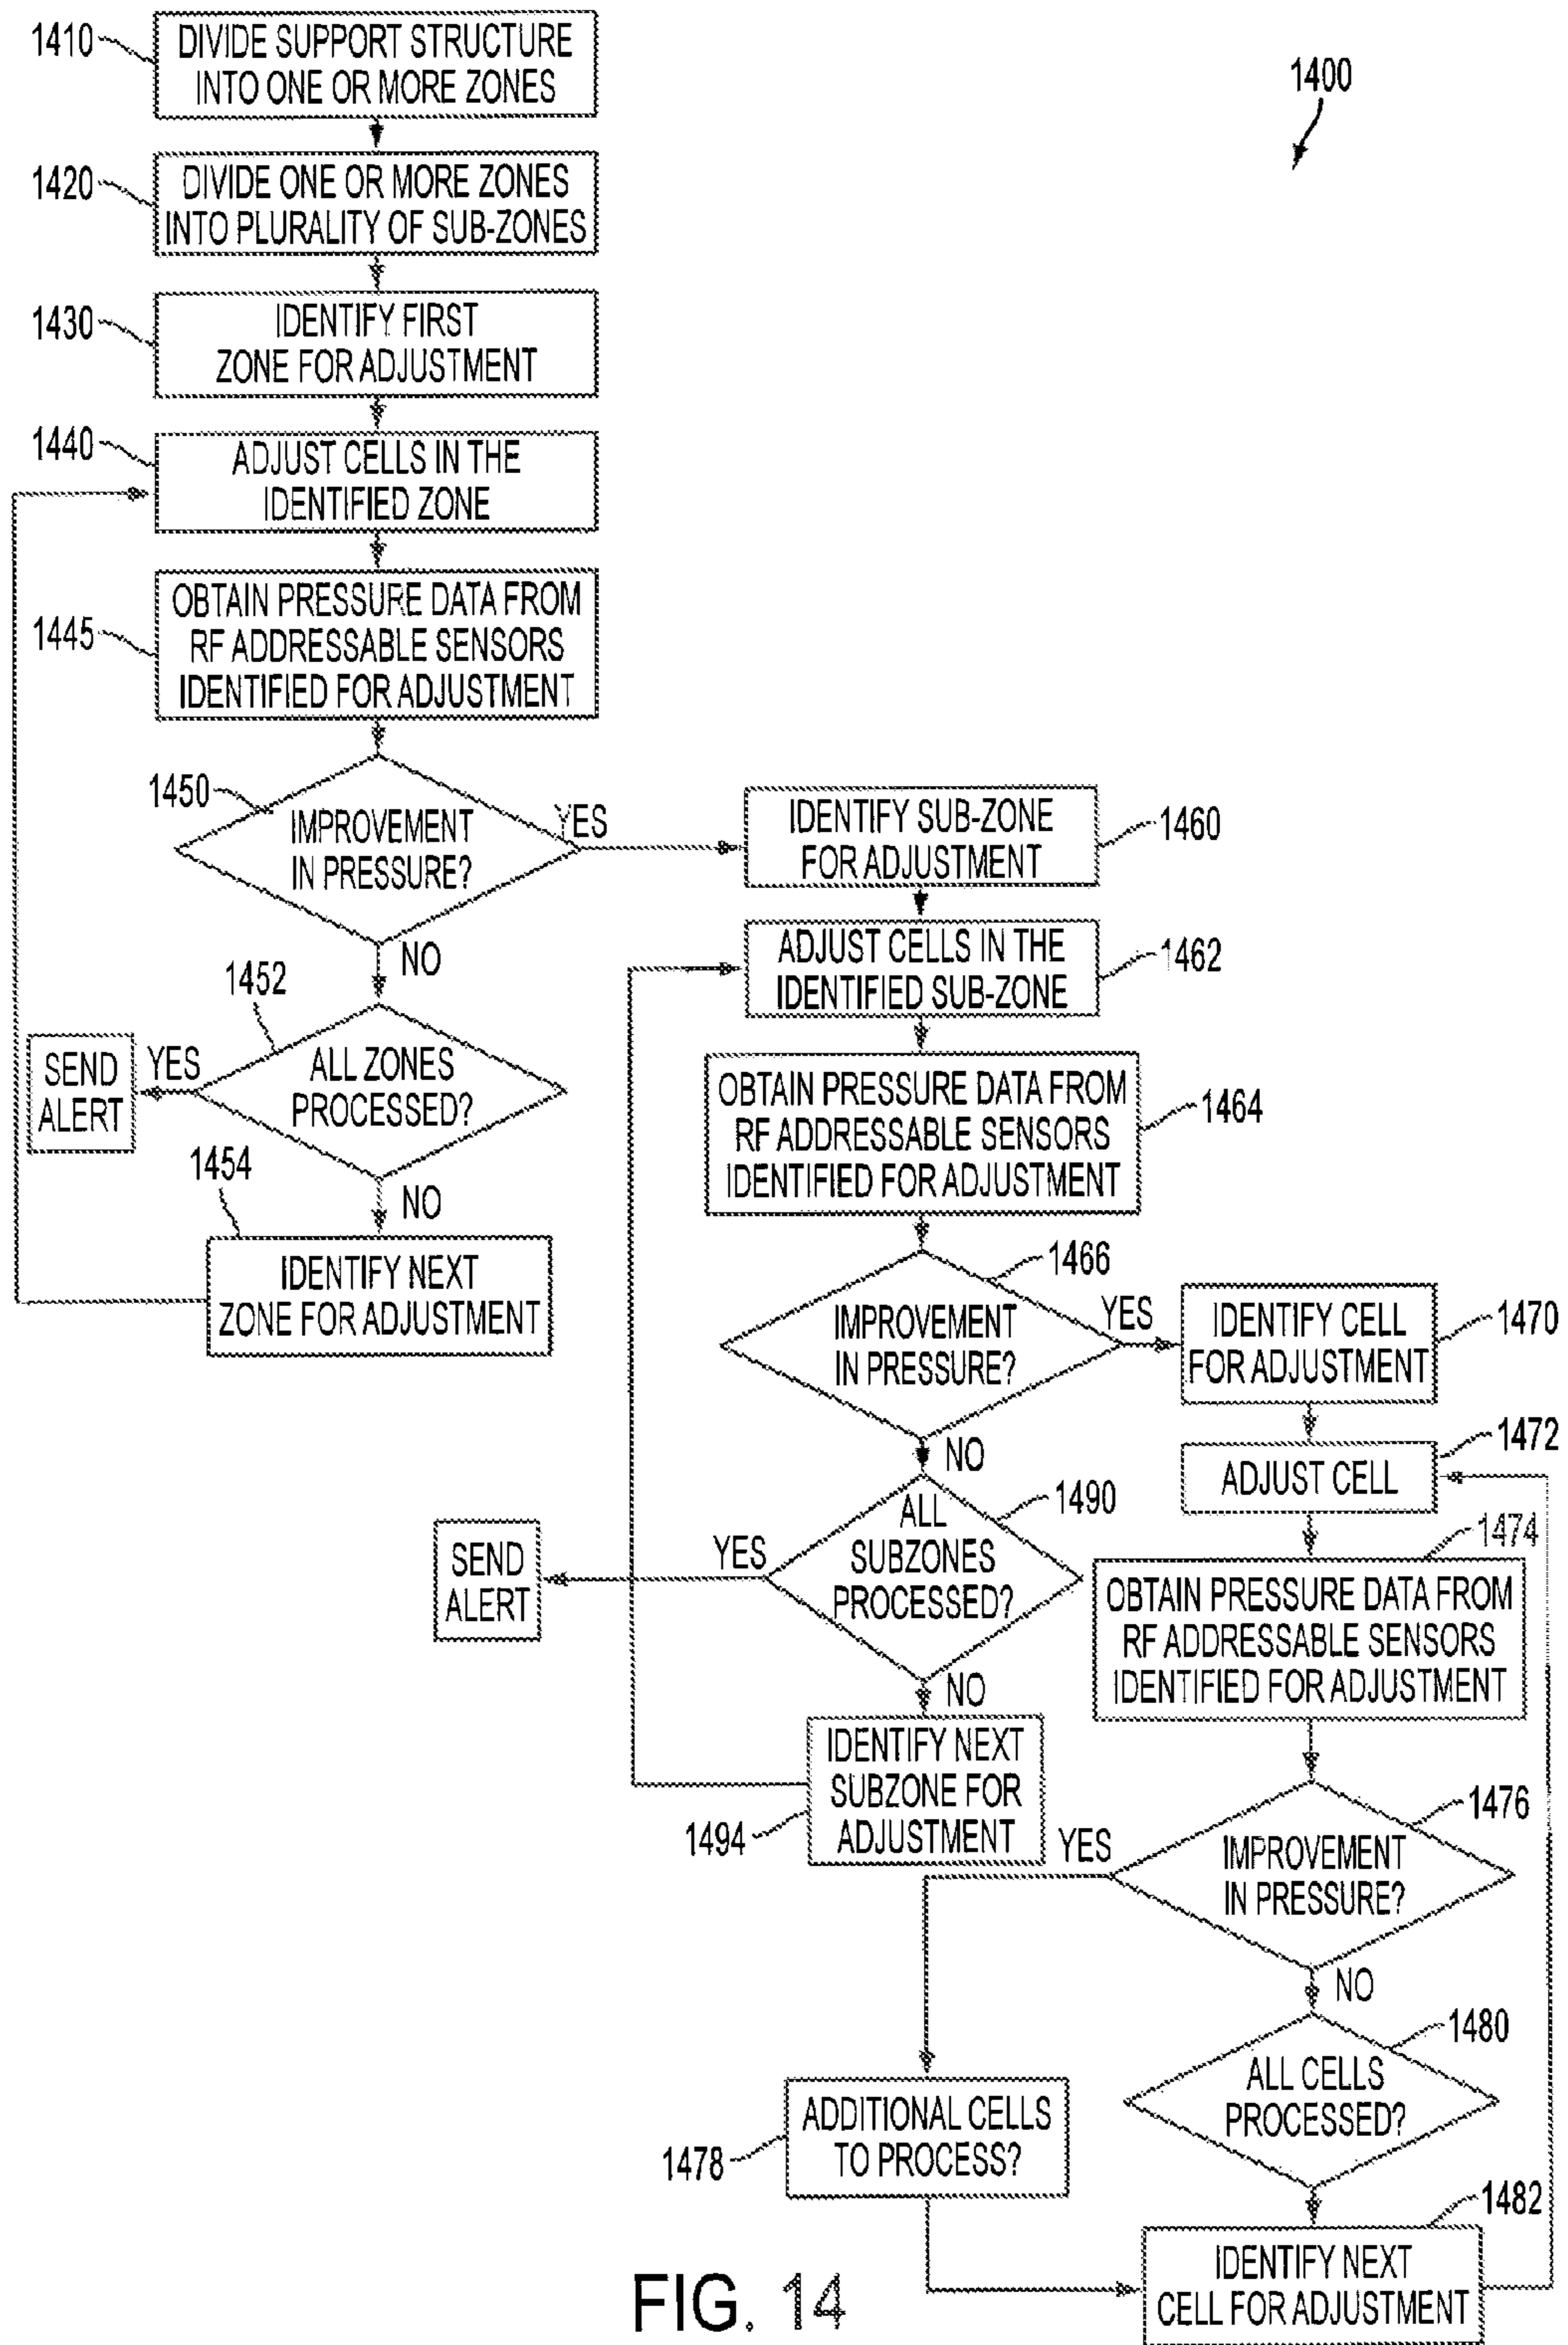 1400
1410
DIVIDE SUPPORT STRUCTURE
INTO ONE OR MORE ZONES
1420
DIVIDE ONE OR MORE ZONES
INTO PLURALITY OF SUB-ZONES
1430
IDENTIFY FIRST
ZONE FOR ADJUSTMENT
1440
ADJUST CELLS IN THE
IDENTIFIED ZONE
1445
OBTAIN PRESSURE DATA FROM
RF ADDRESSABLE SENSORS
IDENTIFIED FOR ADJUSTMENT
1450
IMPROVEMENT
IN PRESSURE?
YES
NO
1452
ALL ZONES
PROCESSED?
YES
SEND
ALERT
NO
1454
IDENTIFY NEXT
ZONE FOR ADJUSTMENT
IDENTIFY SUB-ZONE
FOR ADJUSTMENT
1460
ADJUST CELLS IN THE
IDENTIFIED SUB-ZONE
1462
OBTAIN PRESSURE DATA FROM
RF ADDRESSABLE SENSORS
IDENTIFIED FOR ADJUSTMENT
1464
1466
IMPROVEMENT
IN PRESSURE?
YES
NO
1490
ALL
SUBZONES
PROCESSED?
YES
SEND
ALERT
NO
IDENTIFY NEXT
SUBZONE FOR
ADJUSTMENT
1494
IDENTIFY CELL
FOR ADJUSTMENT
1470
1472
ADJUST CELL
1474
OBTAIN PRESSURE DATA FROM
RF ADDRESSABLE SENSORS
IDENTIFIED FOR ADJUSTMENT
1476
IMPROVEMENT
IN PRESSURE?
YES
NO
1480
ALL CELLS
PROCESSED?
ADDITIONAL CELLS
TO PROCESS?
1478
1482
IDENTIFY NEXT
CELL FOR ADJUSTMENT
FIG. 14